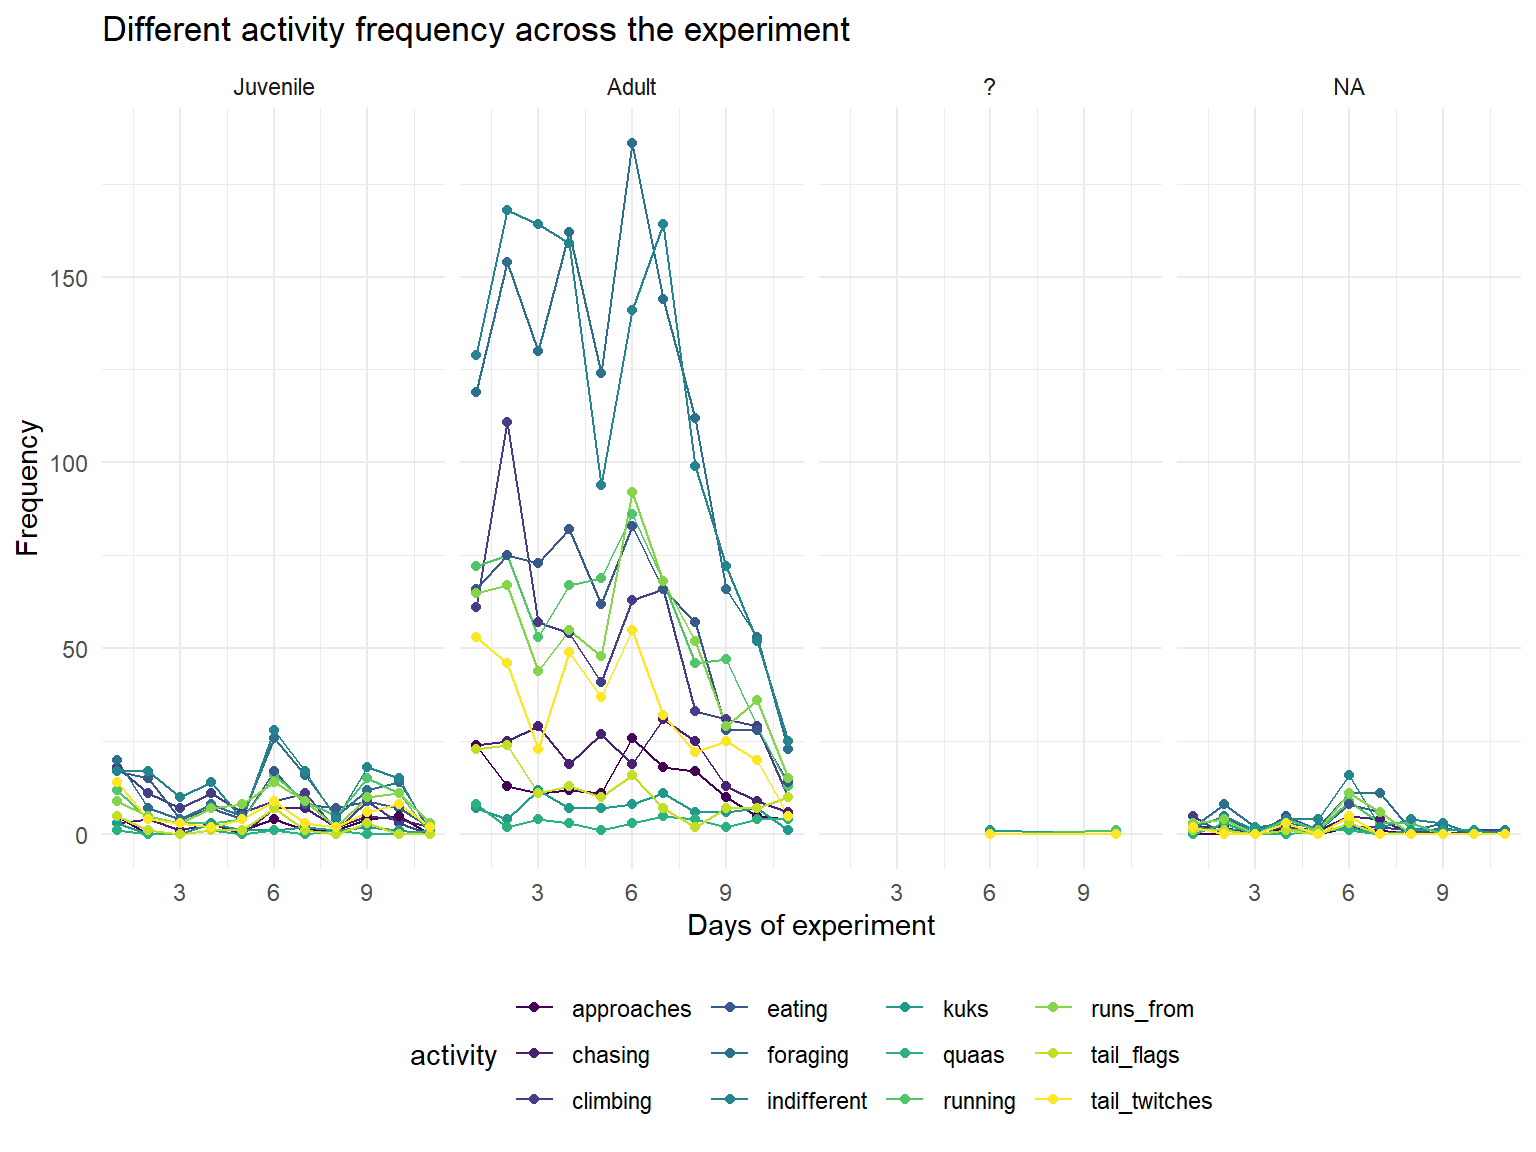 Different activity frequency across the experiment
Juvenile Adult ? NA
150
100
50
0
Frequency
3 6 9 3 6 9 3 6 9 3 6 9
Days of experiment
activity
approaches eating kuks runs_from
chasing foraging quaas tail_flags
climbing indifferent running tail_twitches